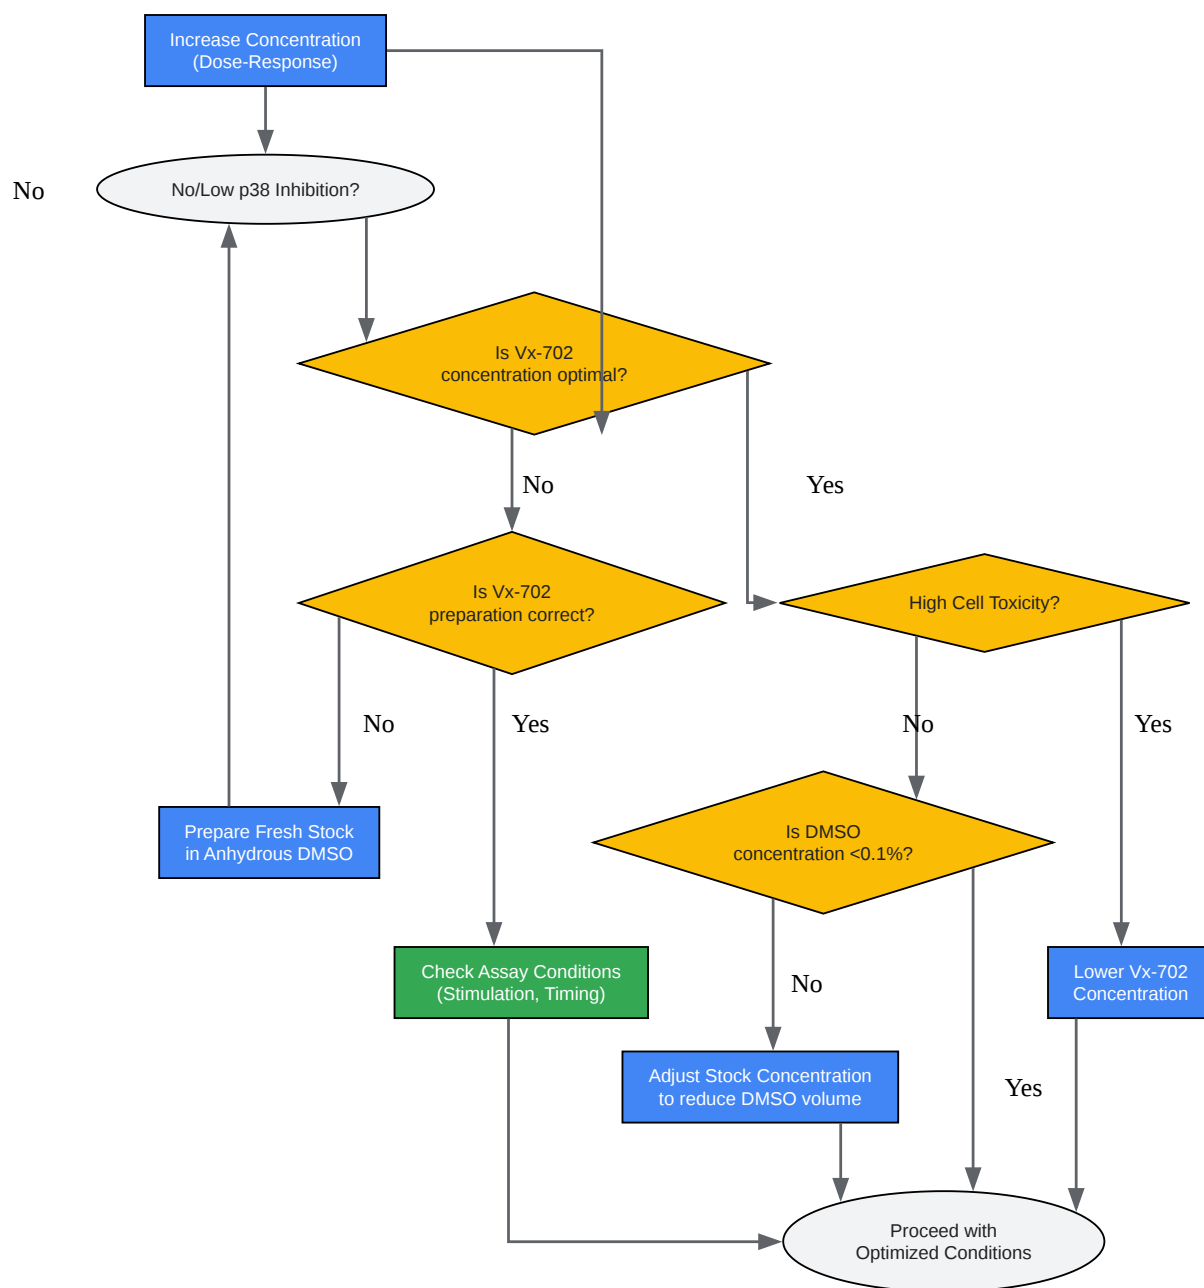 Increase Concentration
(Dose-Response)
No
No/Low p38 Inhibition?
Is Vx-702
concentration optimal?
No
Yes
Is Vx-702
preparation correct?
High Cell Toxicity?
No
Yes
No
Yes
Prepare Fresh Stock
in Anhydrous DMSO
Is DMSO
concentration <0.1%?
Check Assay Conditions
(Stimulation, Timing)
No
Lower Vx-702
Concentration
Adjust Stock Concentration
to reduce DMSO volume
Yes
Proceed with
Optimized Conditions